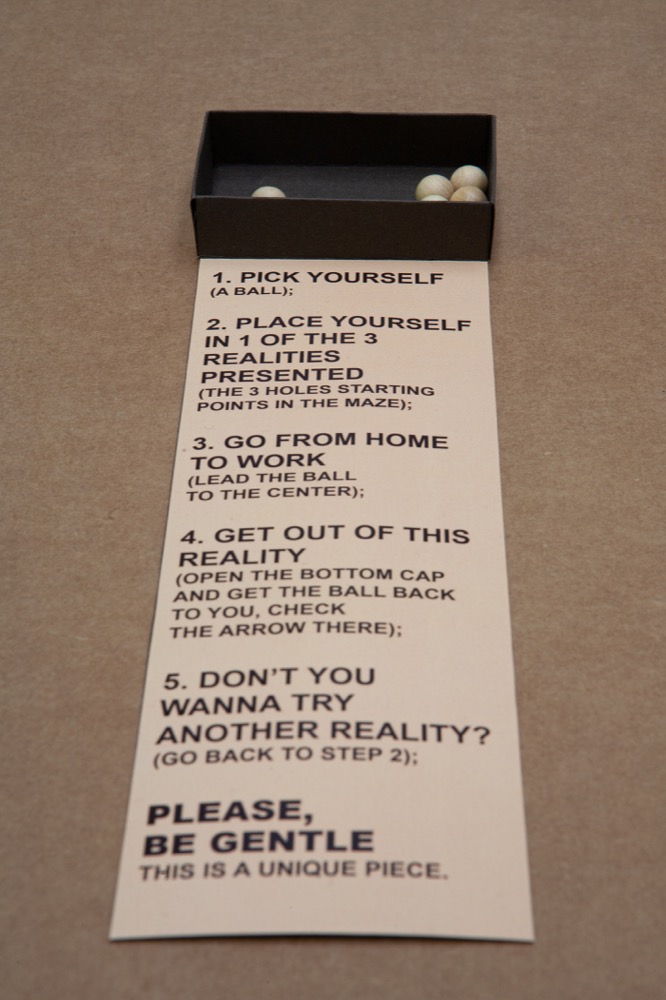 1. PICK YOURSELF
(A BALL);
2. PLACE YOURSELF
IN 1 OF THE 3
REALITIES
PRESENTED
(THE 3 HOLES STARTING
POINTS IN THE MAZE);
3. GO FROM HOME
TO WORK
(LEAD THE BALL
TO THE CENTER);
4. GET OUT OF THIS
REALITY
(OPEN THE BOTTOM CAP
AND GET THE BALL BACK
TO YOU, CHECK
THE ARROW THERE);
5. DON'T YOU
WANNA TRY
ANOTHER REALITY?
(GO BACK TO STEP 2);
PLEASE,
BE GENTLE
THIS IS A UNIQUE PIECE.